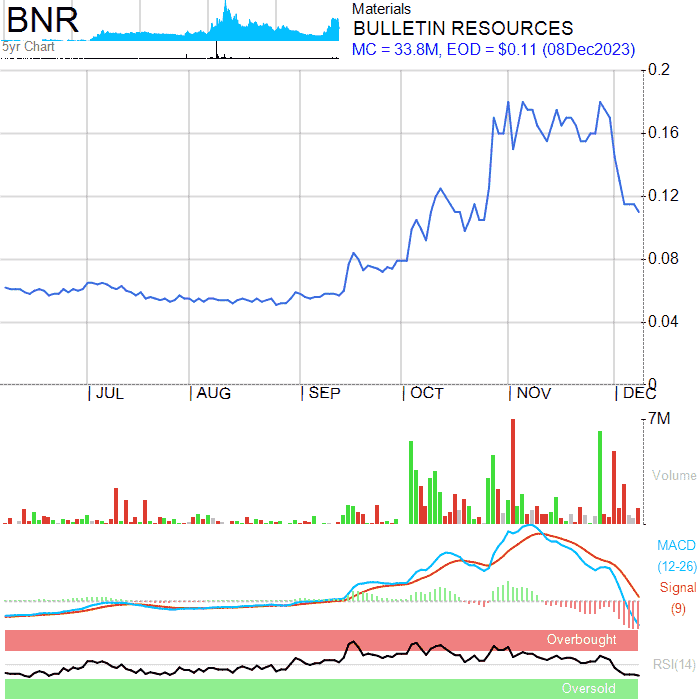 BNR
5yr Chart
Materials
BULLETIN RESOURCES
MC = 33.8M, EOD = $0.11 (08Dec2023)
0.2
0.16
0.12
0.08
0.04
0
JUL AUG SEP OCT NOV DEC
7M
Volume
MACD
(12-26)
Signal
(9)
Overbought
RSI(14)
Oversold